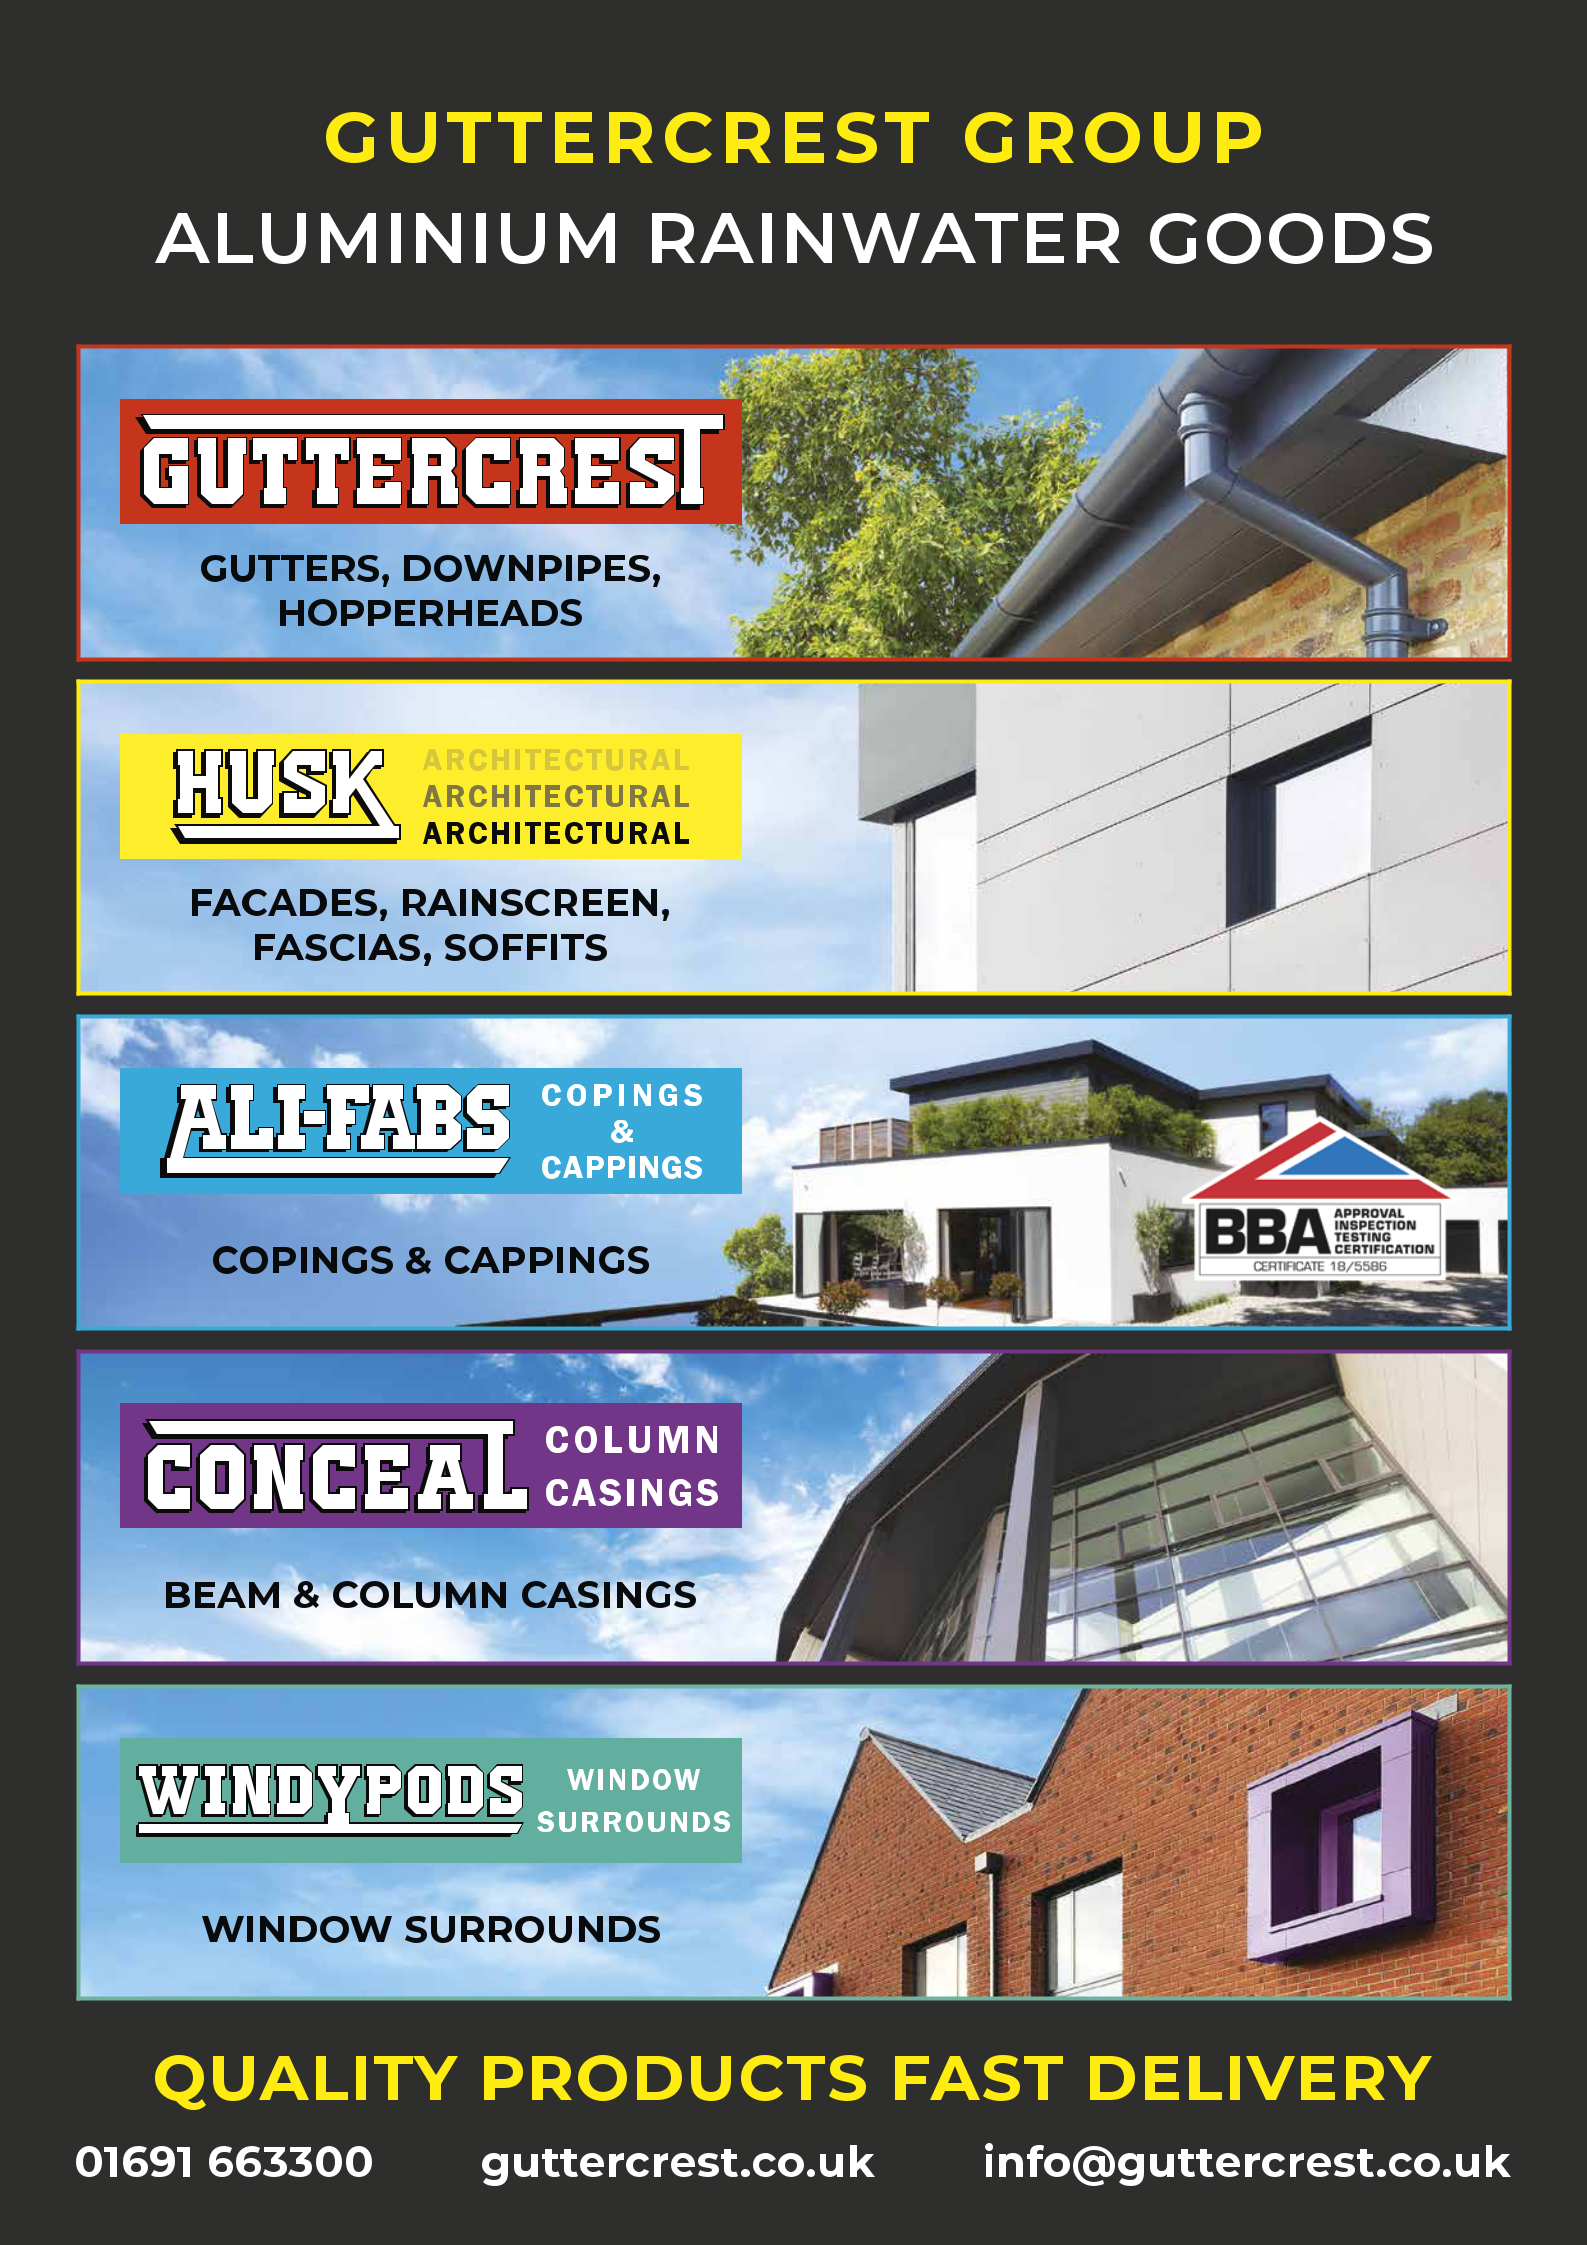 GUTTERCREST GROUP
ALUMINIUM RAINWATER GOODS
GUTTERCREST
GUTTERS, DOWNPIPES,
HOPPERHEADS
HUSK
ARCHITECTURAL
ARCHITECTURAL
ARCHITECTURAL
FACADES, RAINSCREEN,
FASCIAS, SOFFITS
ALI-FABS
COPINGS
&
CAPPINGS
COPINGS & CAPPINGS
BBA
APPROVAL
INSPECTION
TESTING
CERTIFICATION
CERTIFICATE 18/5586
CONCEAL
COLUMN
CASINGS
BEAM & COLUMN CASINGS
WINDYPODS
WINDOW
SURROUNDS
WINDOW SURROUNDS
QUALITY PRODUCTS FAST DELIVERY
01691 663300 guttercrest.co.uk info@guttercrest.co.uk